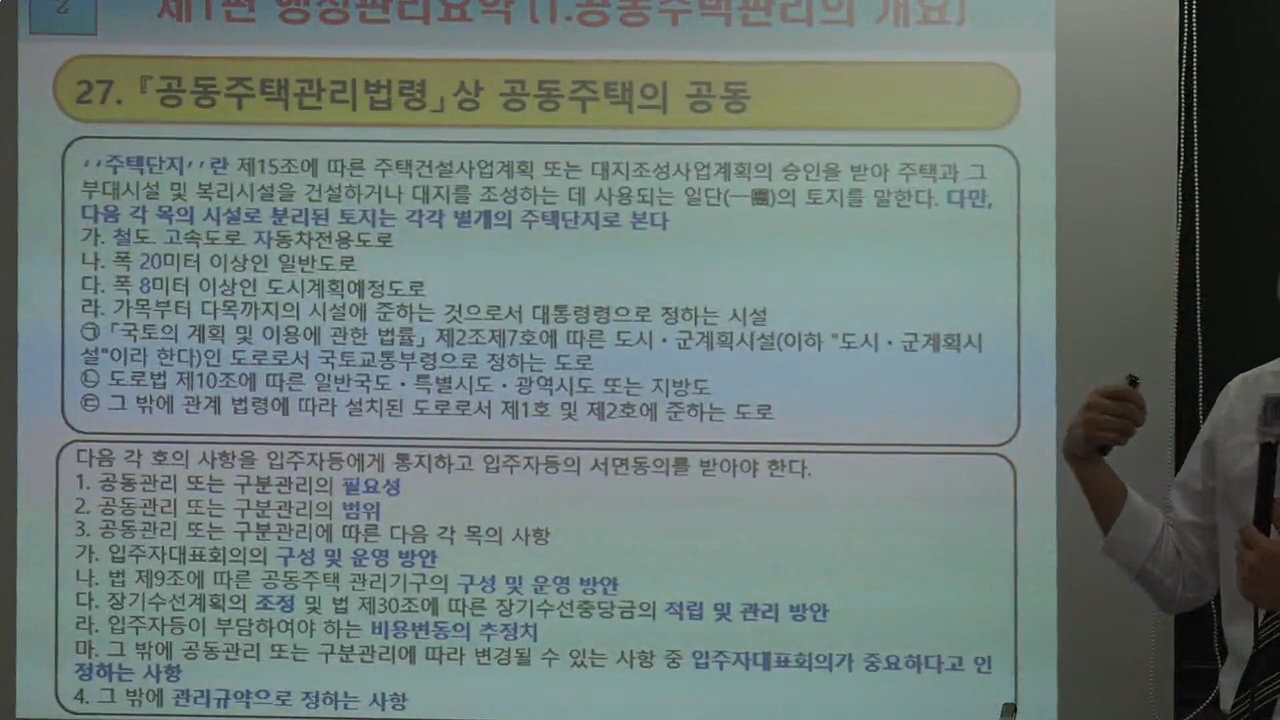 2
제1편 행정관리요약 (1.공동주택관리의 개요)
27. 『공동주택관리법령』상 공동주택의 공동
‘‘주택단지’’란 제15조에 따른 주택건설사업계획 또는 대지조성사업계획의 승인을 받아 주택과 그
부대시설 및 복리시설을 건설하거나 대지를 조성하는 데 사용되는 일단(一團)의 토지를 말한다. 다만,
다음 각 목의 시설로 분리된 토지는 각각 별개의 주택단지로 본다
가. 철도 고속도로 자동차전용도로
나. 폭 20미터 이상인 일반도로
다. 폭 8미터 이상인 도시계획예정도로
라. 가목부터 다목까지의 시설에 준하는 것으로서 대통령령으로 정하는 시설
㉠ 「국토의 계획 및 이용에 관한 법률」 제2조제7호에 따른 도시ㆍ군계획시설(이하 "도시ㆍ군계획시
설"이라 한다)인 도로로서 국토교통부령으로 정하는 도로
㉡ 도로법 제10조에 따른 일반국도ㆍ특별시도ㆍ광역시도 또는 지방도
㉢ 그 밖에 관계 법령에 따라 설치된 도로로서 제1호 및 제2호에 준하는 도로
다음 각 호의 사항을 입주자등에게 통지하고 입주자등의 서면동의를 받아야 한다.
1. 공동관리 또는 구분관리의 필요성
2. 공동관리 또는 구분관리의 범위
3. 공동관리 또는 구분관리에 따른 다음 각 목의 사항
가. 입주자대표회의의 구성 및 운영 방안
나. 법 제9조에 따른 공동주택 관리기구의 구성 및 운영 방안
다. 장기수선계획의 조정 및 법 제30조에 따른 장기수선충당금의 적립 및 관리 방안
라. 입주자등이 부담하여야 하는 비용변동의 추정치
마. 그 밖에 공동관리 또는 구분관리에 따라 변경될 수 있는 사항 중 입주자대표회의가 중요하다고 인
정하는 사항
4. 그 밖에 관리규약으로 정하는 사항